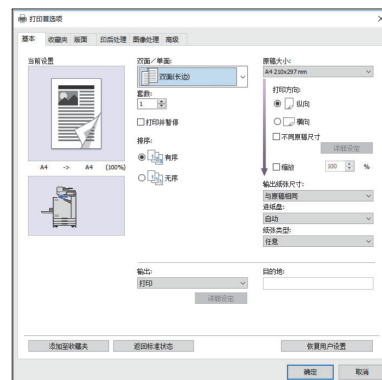 打印首选项
基本 收藏夹 版面 印后处理 图像处理 高级
当前设置
A4 -> A4 (100%)
双面/单面:
双面(长边)
套数:
1
打印并暂停
排序:
有序
无序
原稿大小:
A4 210x297 mm
打印方向:
纵向
横向
不同原稿尺寸
详细设定
缩放 100 %
输出纸张尺寸:
与原稿相同
进纸盘:
自动
纸张类型:
任意
输出:
打印
详细设定
目的地:
添加至收藏夹 返回标准状态 恢复用户设置
确定 取消